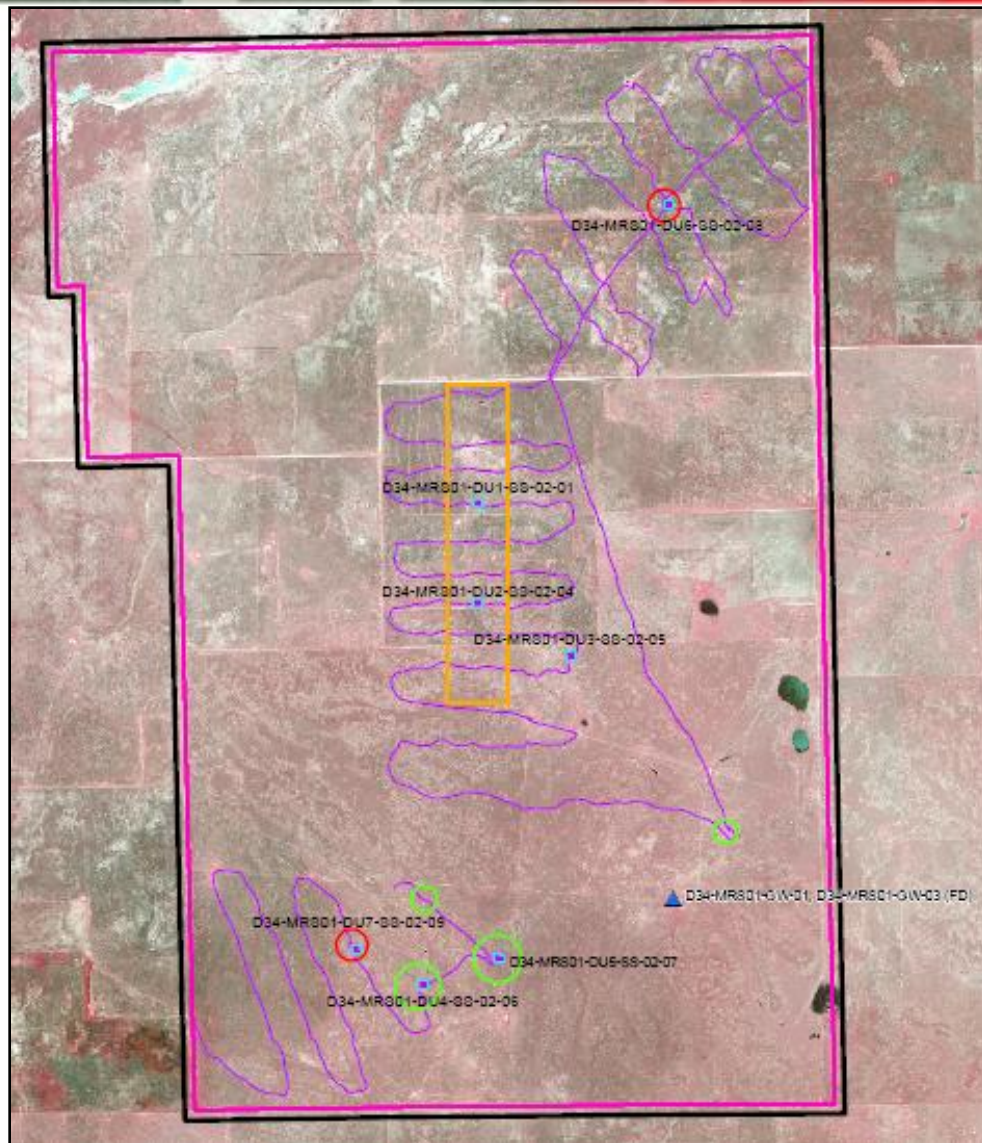 D34-MRS01-DU6-SS-02-08
D34-MRS01-DU1-SS-02-01
D34-MRS01-DU2-SS-02-04
D34-MRS01-DU3-SS-02-05
D34-MRS01-GW-01, D34-MRS01-GW-03 (FD)
D34-MRS01-DU7-SS-02-09
D34-MRS01-DU5-SS-02-07
D34-MRS01-DU4-SS-02-06